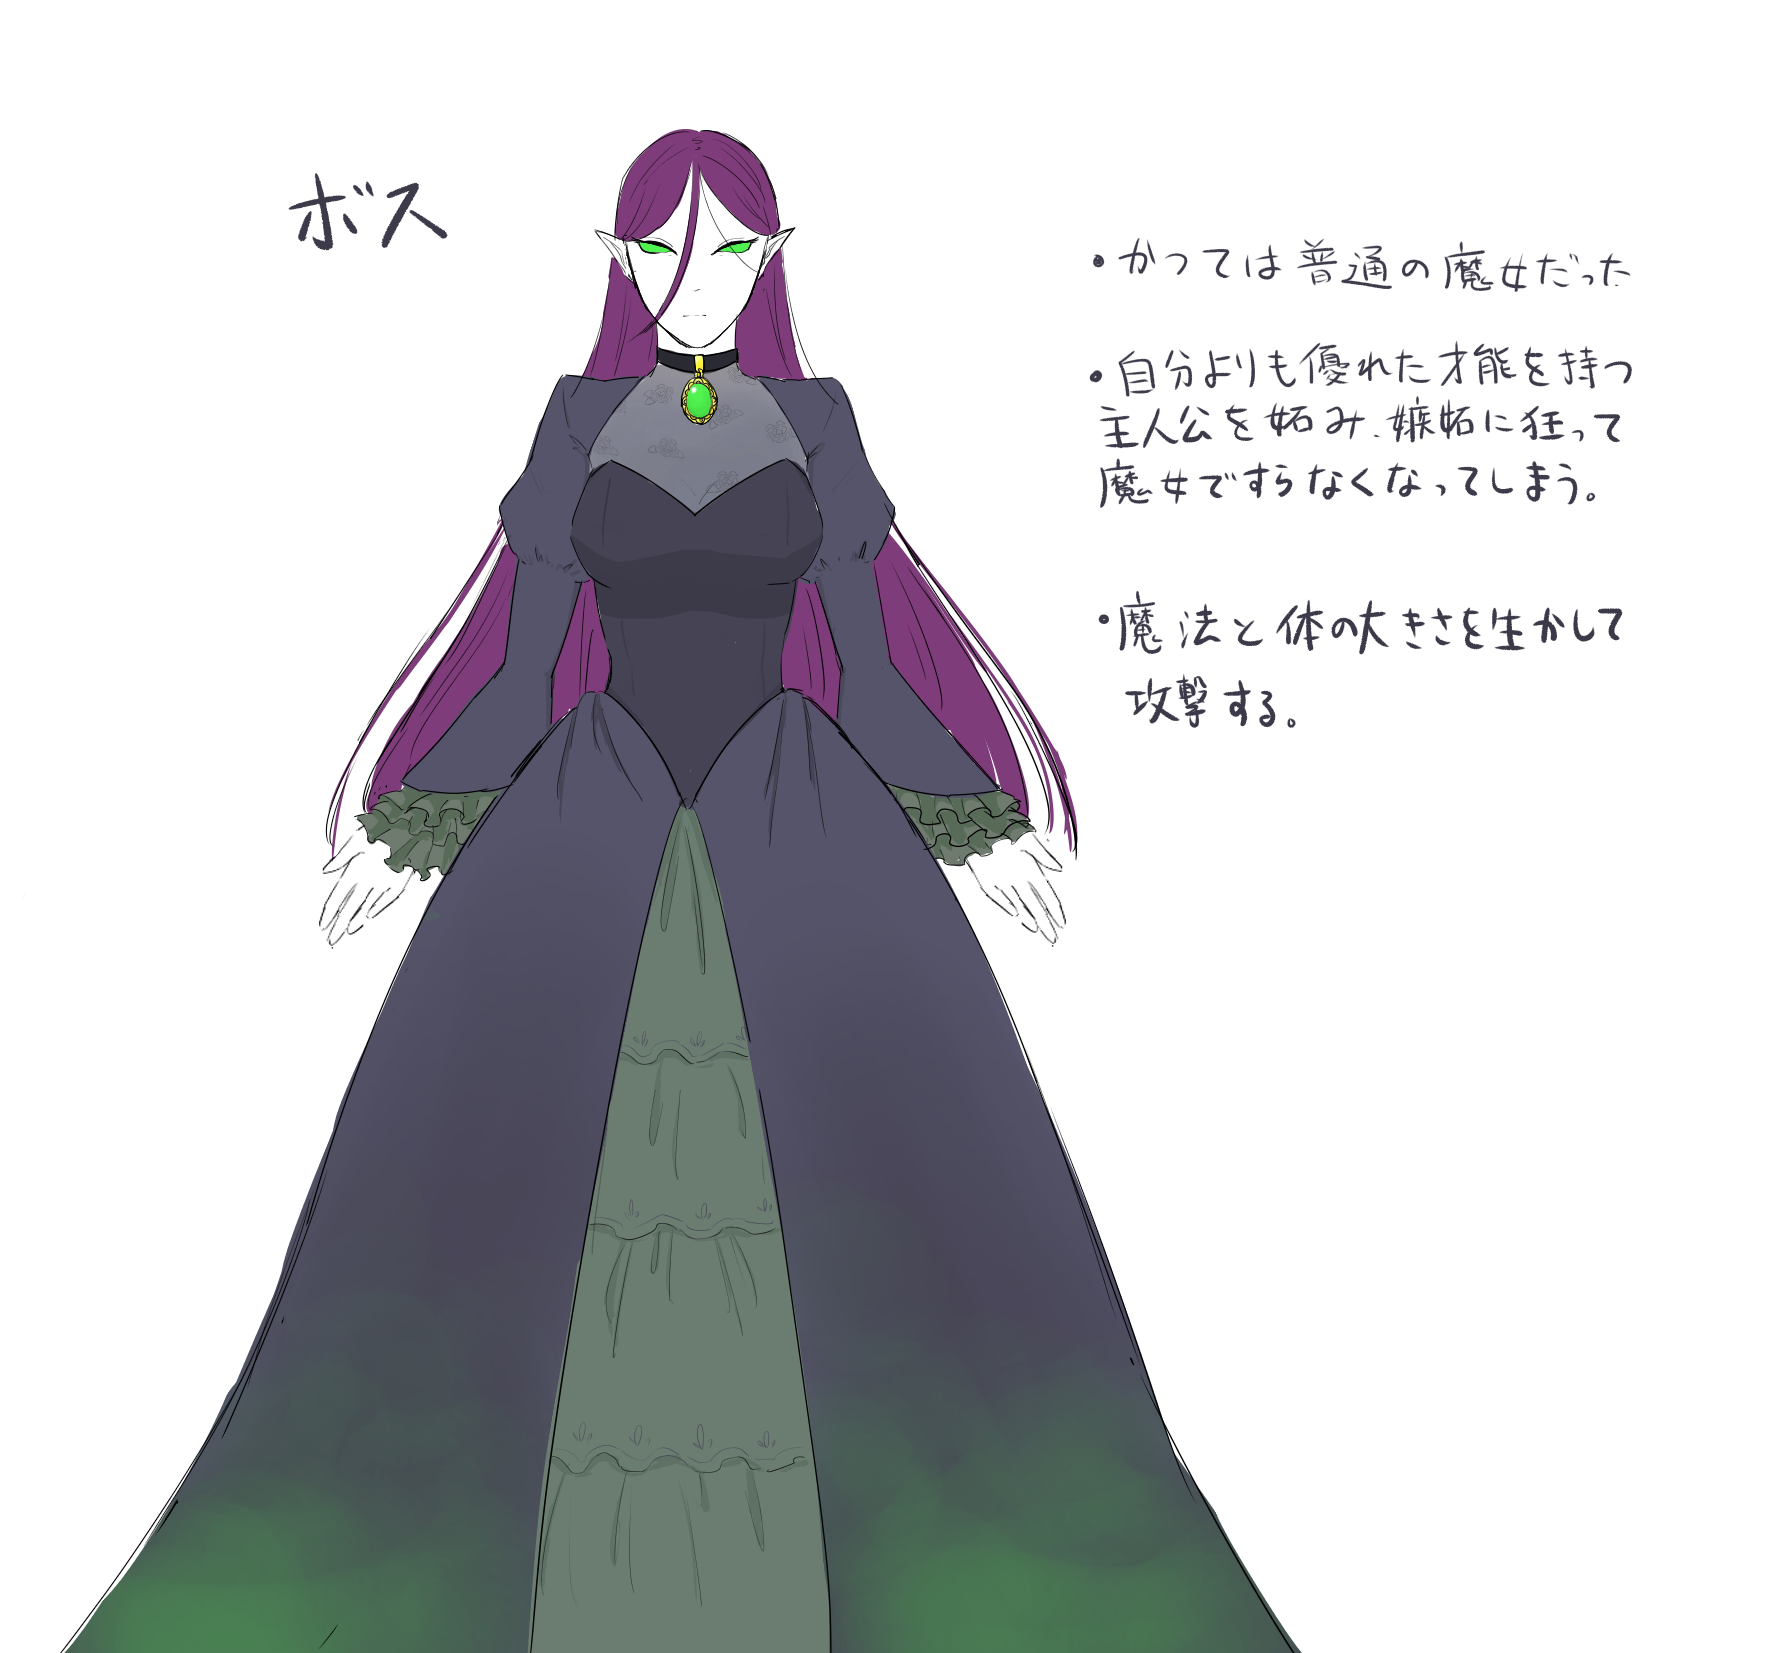 ボス
・かつては普通の魔女だった
・自分よりも優れた才能を持つ
主人公を妬み、嫉妬に狂って
魔女ですらなくなってしまう。
・魔法と体の大きさを生かして
攻撃する。